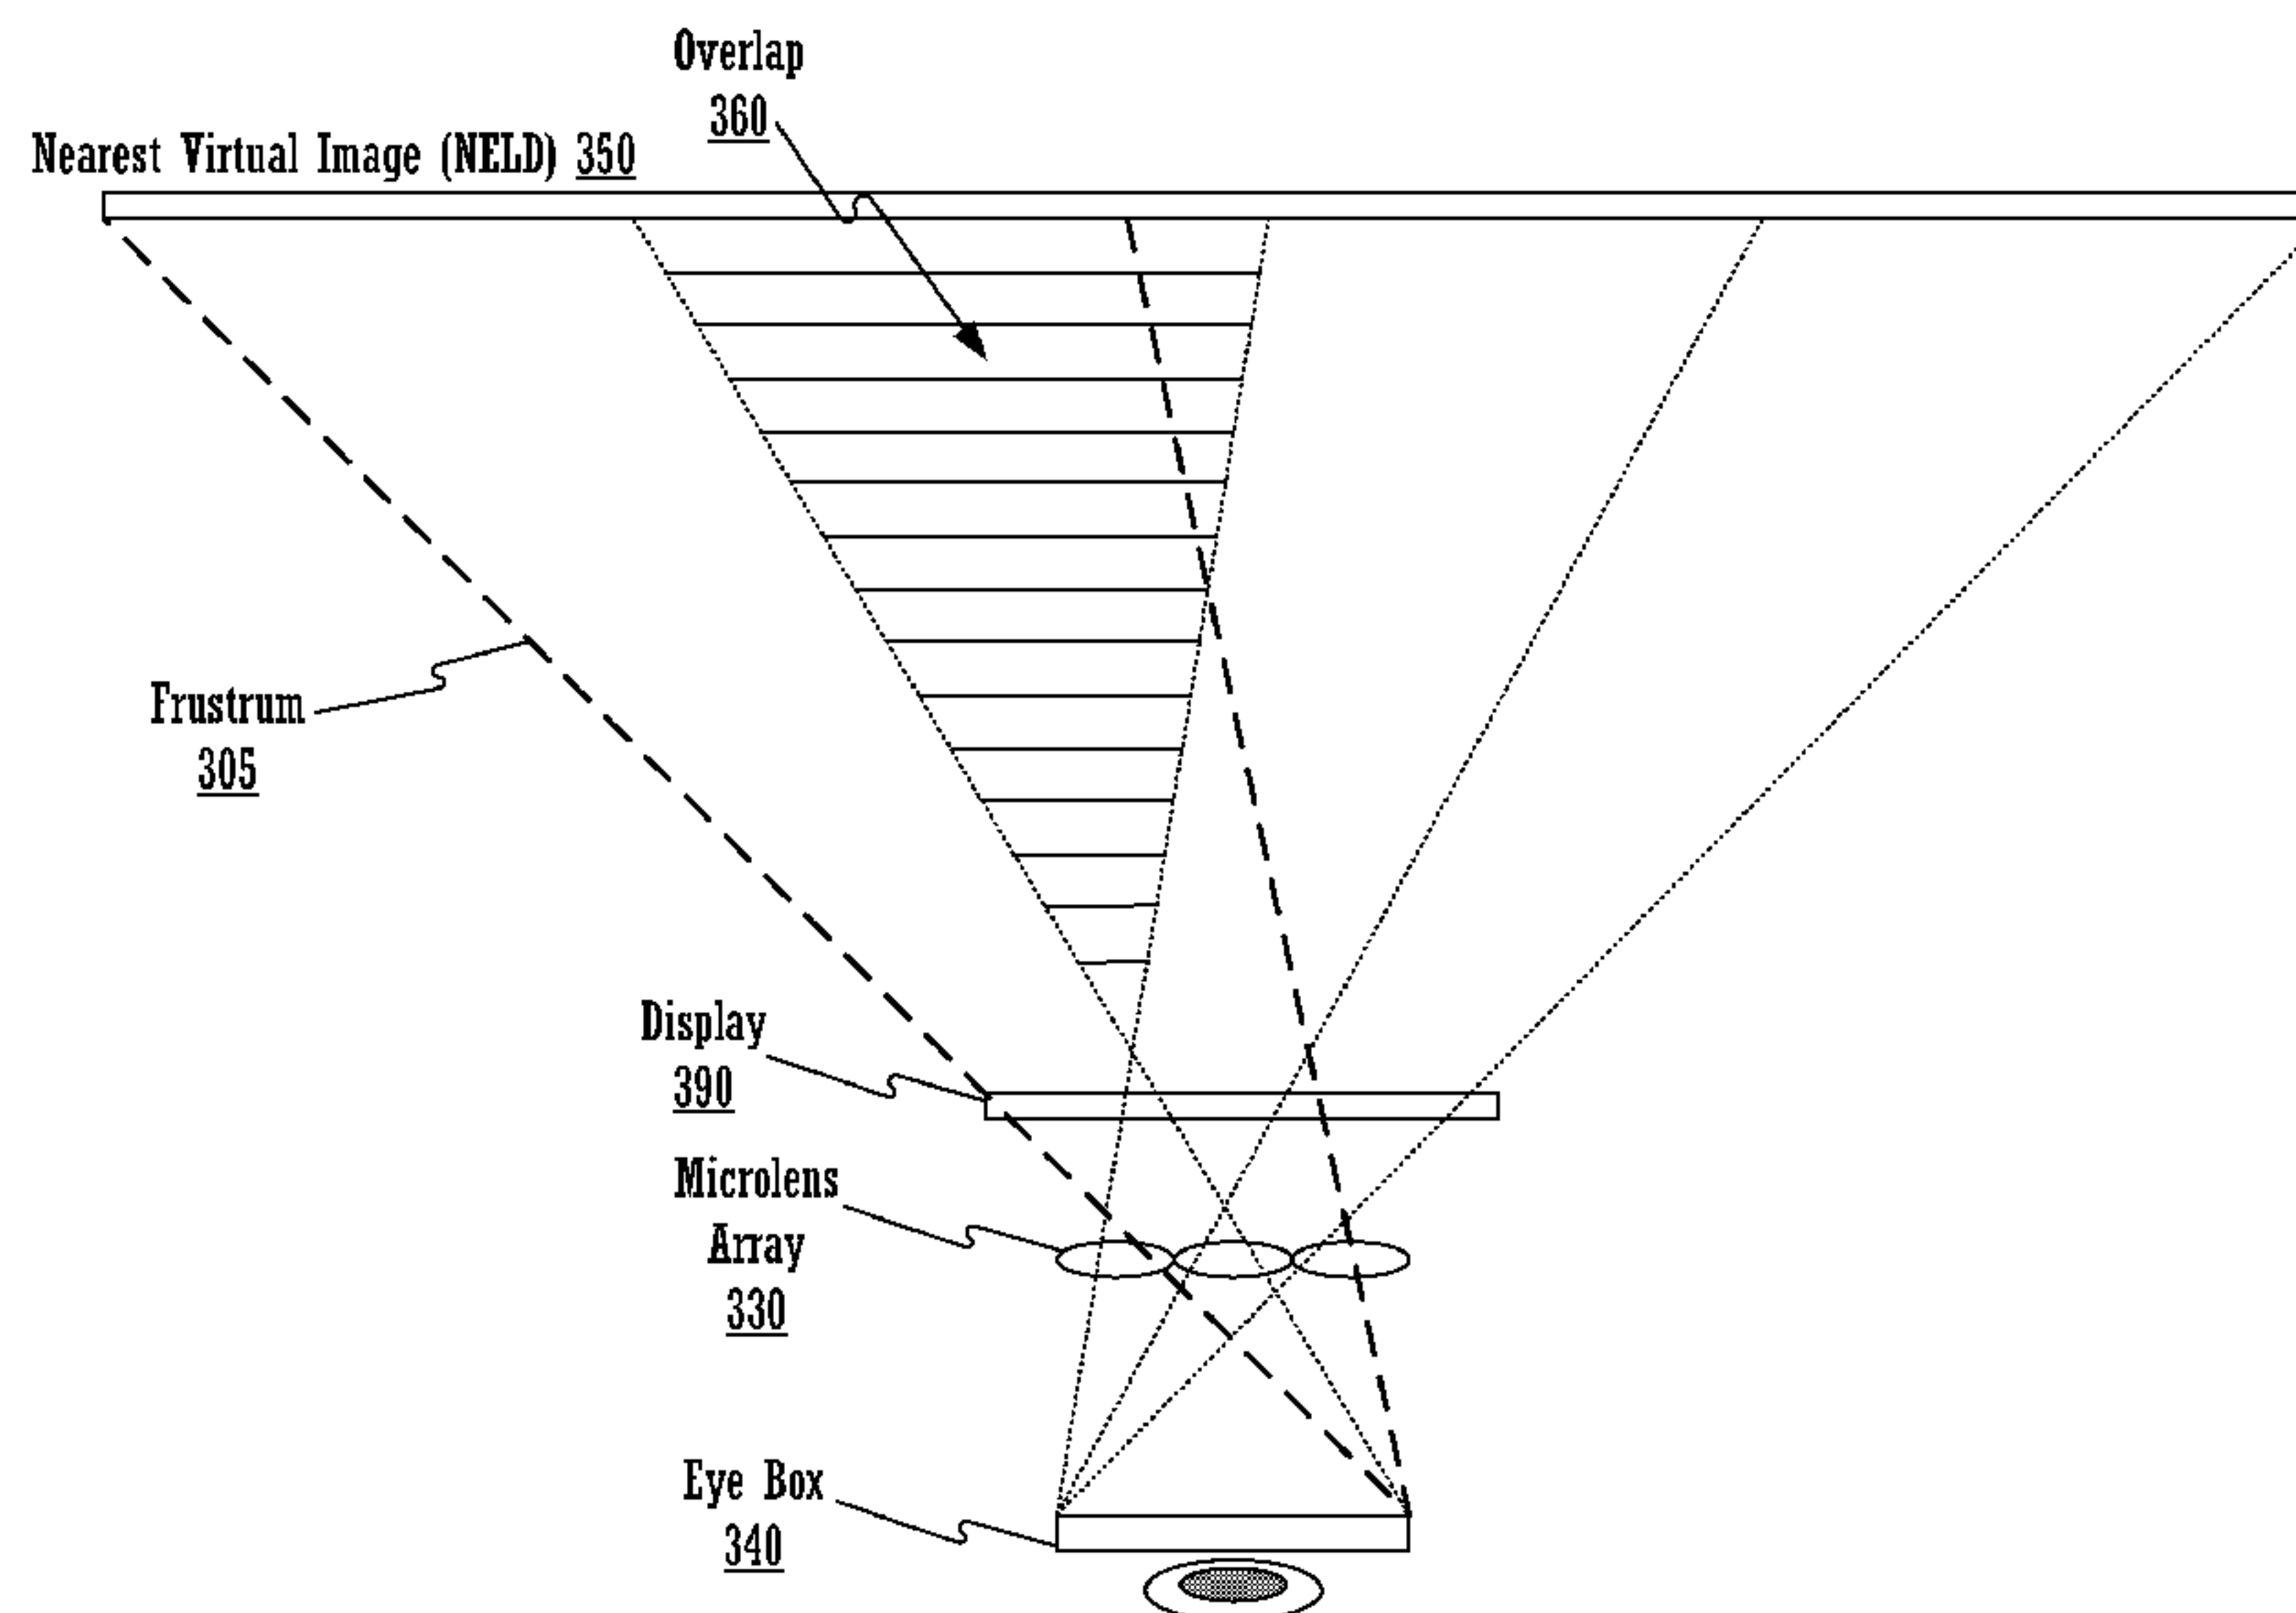 Overlap
360
Nearest Virtual Image (NELD) 350
Frustrum
305
Display
390
Microlens
Array
330
Eye Box
340